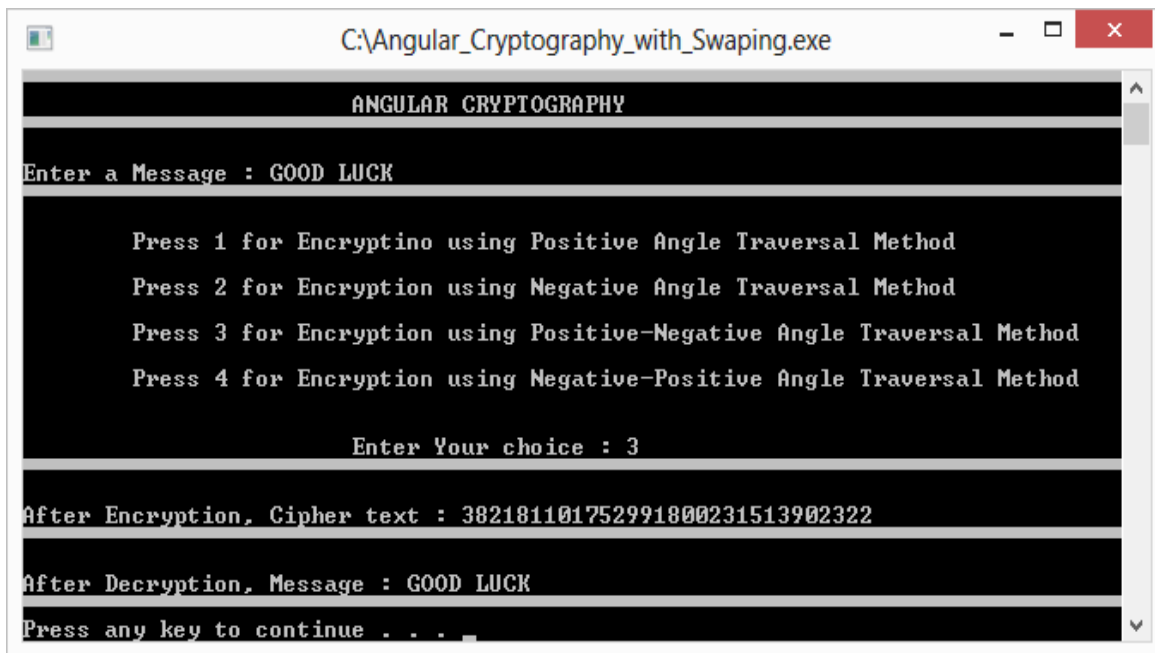 C:\Angular_Cryptography_with_Swaping.exe
ANGULAR CRYPTOGRAPHY
Enter a Message : GOOD LUCK
Press 1 for Encryptino using Positive Angle Traversal Method
Press 2 for Encryption using Negative Angle Traversal Method
Press 3 for Encryption using Positive-Negative Angle Traversal Method
Press 4 for Encryption using Negative-Positive Angle Traversal Method
Enter Your choice : 3
After Encryption, Cipher text : 382181101752991800231513902322
After Decryption, Message : GOOD LUCK
Press any key to continue . . . _